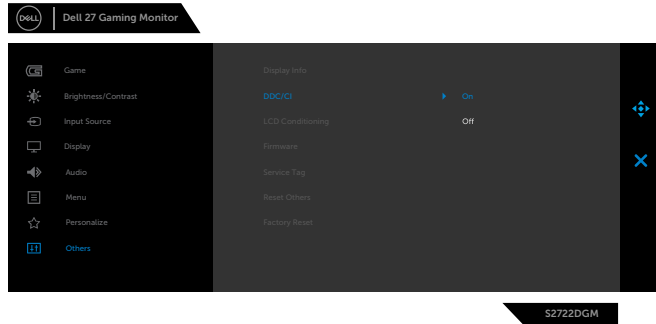 DELL
Dell 27 Gaming Monitor
Game
Display Info
Brightness/Contrast
DDC/CI
On
Input Source
LCD Conditioning
Off
Display
Firmware
Audio
Service Tag
Menu
Reset Others
Personalize
Factory Reset
Others
S2722DGM